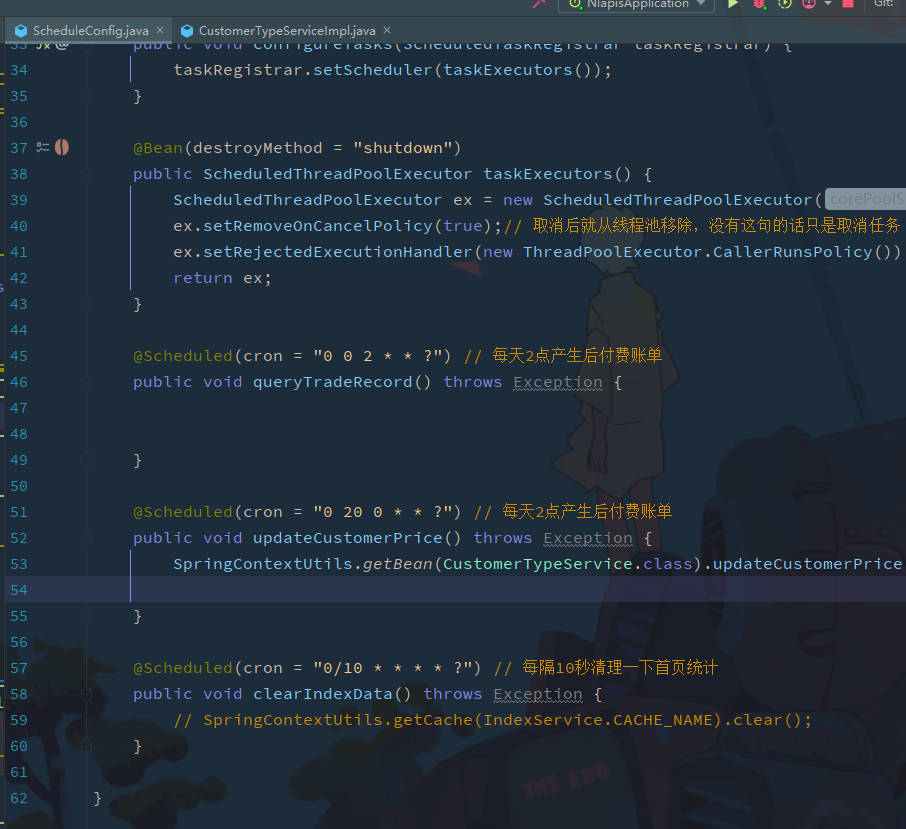 NlapisApplication
Git:
ScheduleConfig.java
CustomerTypeServiceImpl.java
33 public void configureTasks(ScheduledTaskRegistrar taskRegistrar) {
34 taskRegistrar.setScheduler(taskExecutors());
35 }
36
37 @Bean(destroyMethod = "shutdown")
38 public ScheduledThreadPoolExecutor taskExecutors() {
39 ScheduledThreadPoolExecutor ex = new ScheduledThreadPoolExecutor( corePoolS
40 ex.setRemoveOnCancelPolicy(true);// 取消后就从线程池移除，没有这句的话只是取消任务
41 ex.setRejectedExecutionHandler(new ThreadPoolExecutor.CallerRunsPolicy())
42 return ex;
43 }
44
45 @Scheduled(cron = "0 0 2 * * ?") // 每天2点产生后付费账单
46 public void queryTradeRecord() throws Exception {
47
48
49 }
50
51 @Scheduled(cron = "0 20 0 * * ?") // 每天2点产生后付费账单
52 public void updateCustomerPrice() throws Exception {
53 SpringContextUtils.getBean(CustomerTypeService.class).updateCustomerPrice
54
55 }
56
57 @Scheduled(cron = "0/10 * * * * ?") // 每隔10秒清理一下首页统计
58 public void clearIndexData() throws Exception {
59 // SpringContextUtils.getCache(IndexService.CACHE_NAME).clear();
60 }
61
62 }
THE END